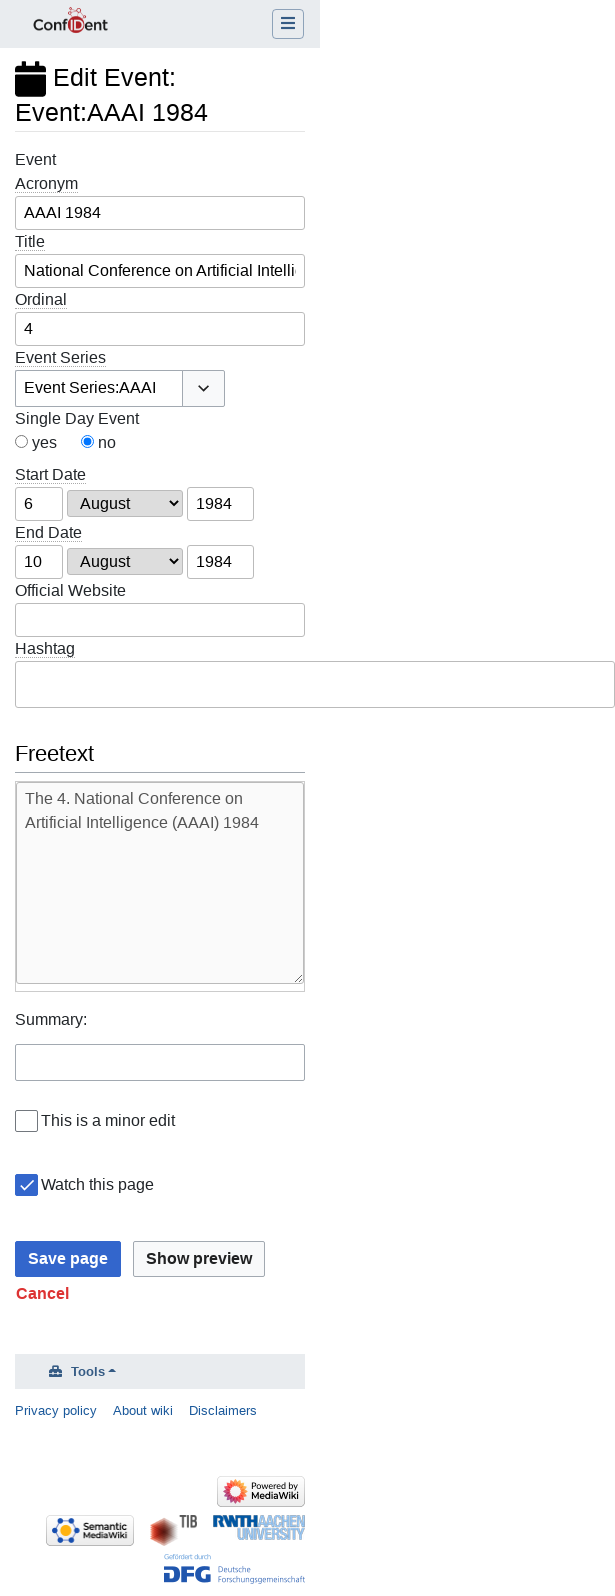 ConfIDent
Edit Event:
Event:AAAI 1984
Event
Acronym
AAAI 1984
Title
National Conference on Artificial Intelli
Ordinal
4
Event Series
Event Series:AAAI
Single Day Event
yes no
Start Date
6 August 1984
End Date
10 August 1984
Official Website
Hashtag
Freetext
The 4. National Conference on
Artificial Intelligence (AAAI) 1984
Summary:
This is a minor edit
Watch this page
Save page Show preview
Cancel
Tools
Privacy policy About wiki Disclaimers
Powered by
MediaWiki
Semantic
MediaWiki
TIB
RWTHAACHEN
UNIVERSITY
Gefördert durch
DFG Deutsche
Forschungsgemeinschaft